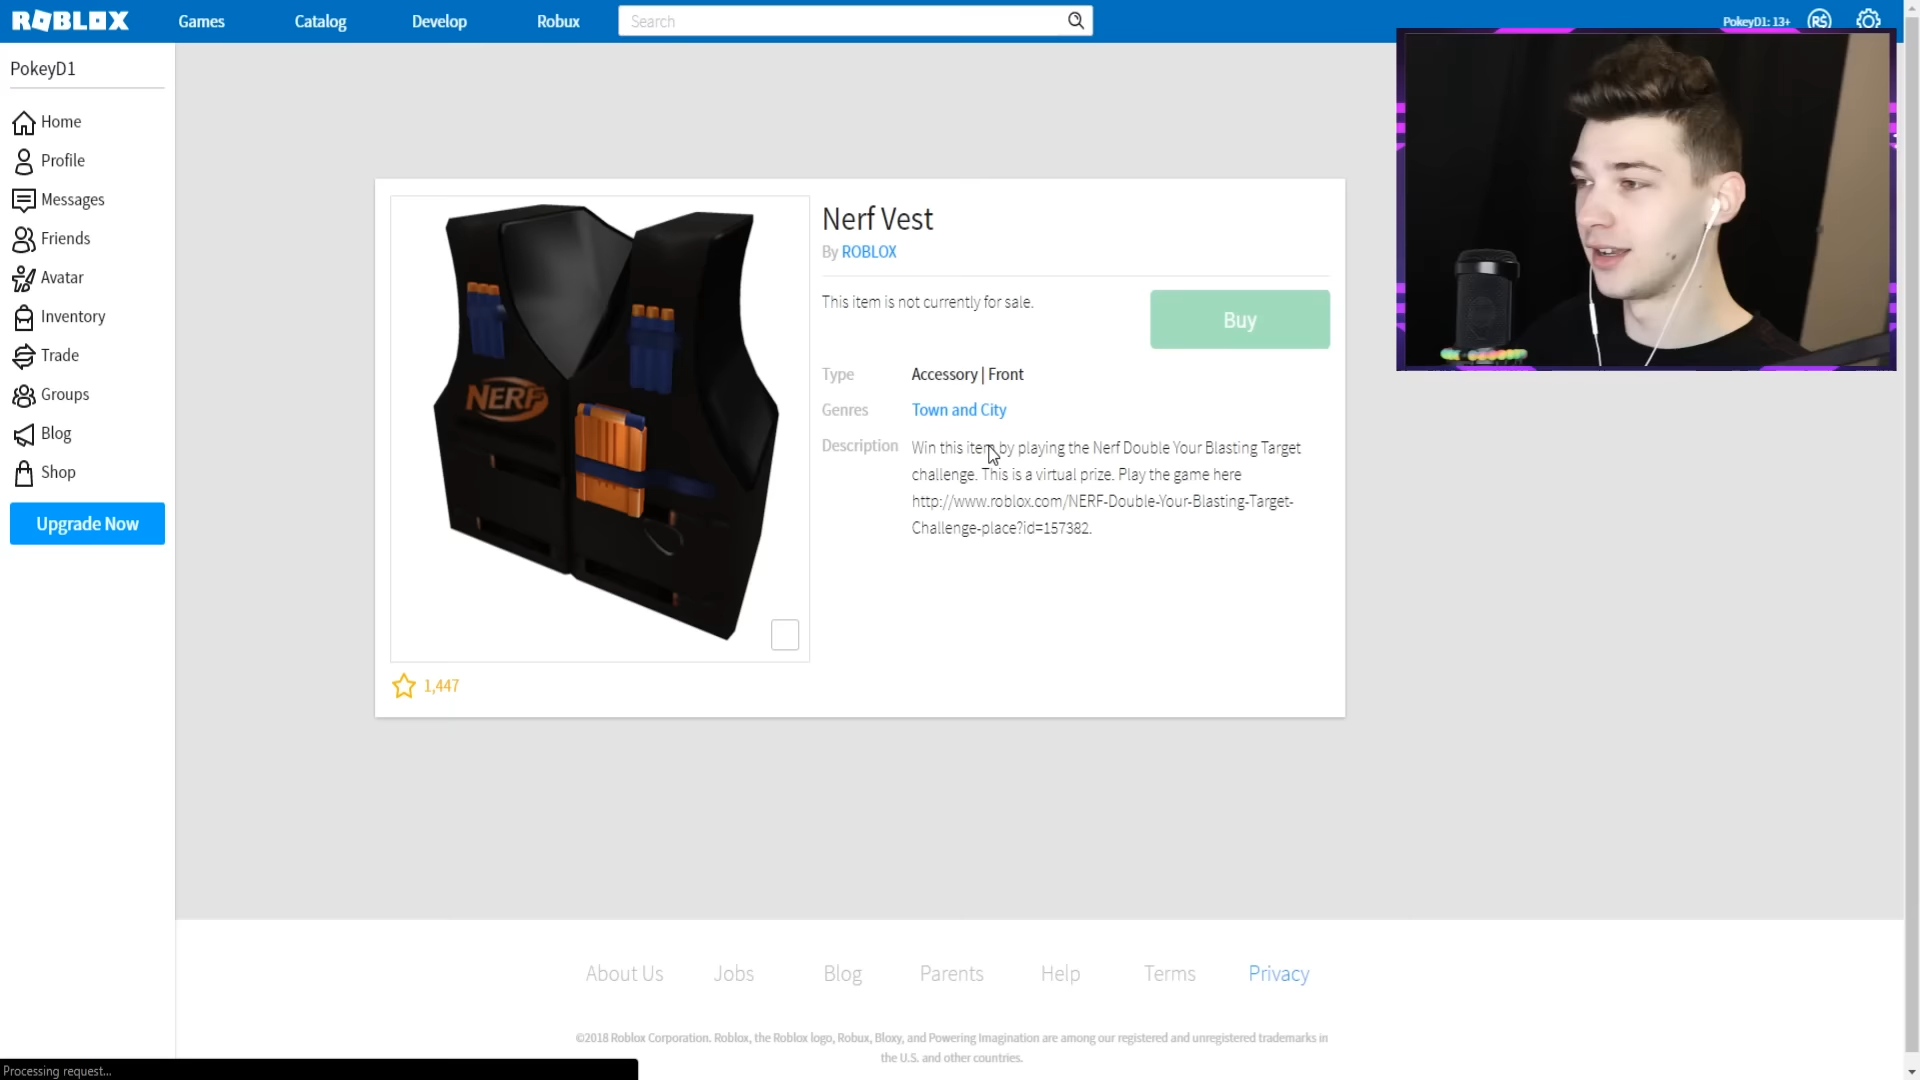 ROBLOX
Games
Catalog
Develop
Robux
Search
PokeyD1: 13+
R$
PokeyD1
Home
Profile
Messages
Friends
Avatar
Inventory
Trade
Groups
Blog
Shop
Upgrade Now
NERF
1,447
Nerf Vest
By ROBLOX
This item is not currently for sale.
Buy
Type Accessory | Front
Genres Town and City
Description Win this item by playing the Nerf Double Your Blasting Target
challenge. This is a virtual prize. Play the game here
http://www.roblox.com/NERF-Double-Your-Blasting-Target-
Challenge-place?id=157382.
About Us Jobs Blog Parents Help Terms Privacy
©2018 Roblox Corporation. Roblox, the Roblox logo, Robux, Bloxy, and Powering Imagination are among our registered and unregistered trademarks in
the U.S. and other countries.
Processing request...